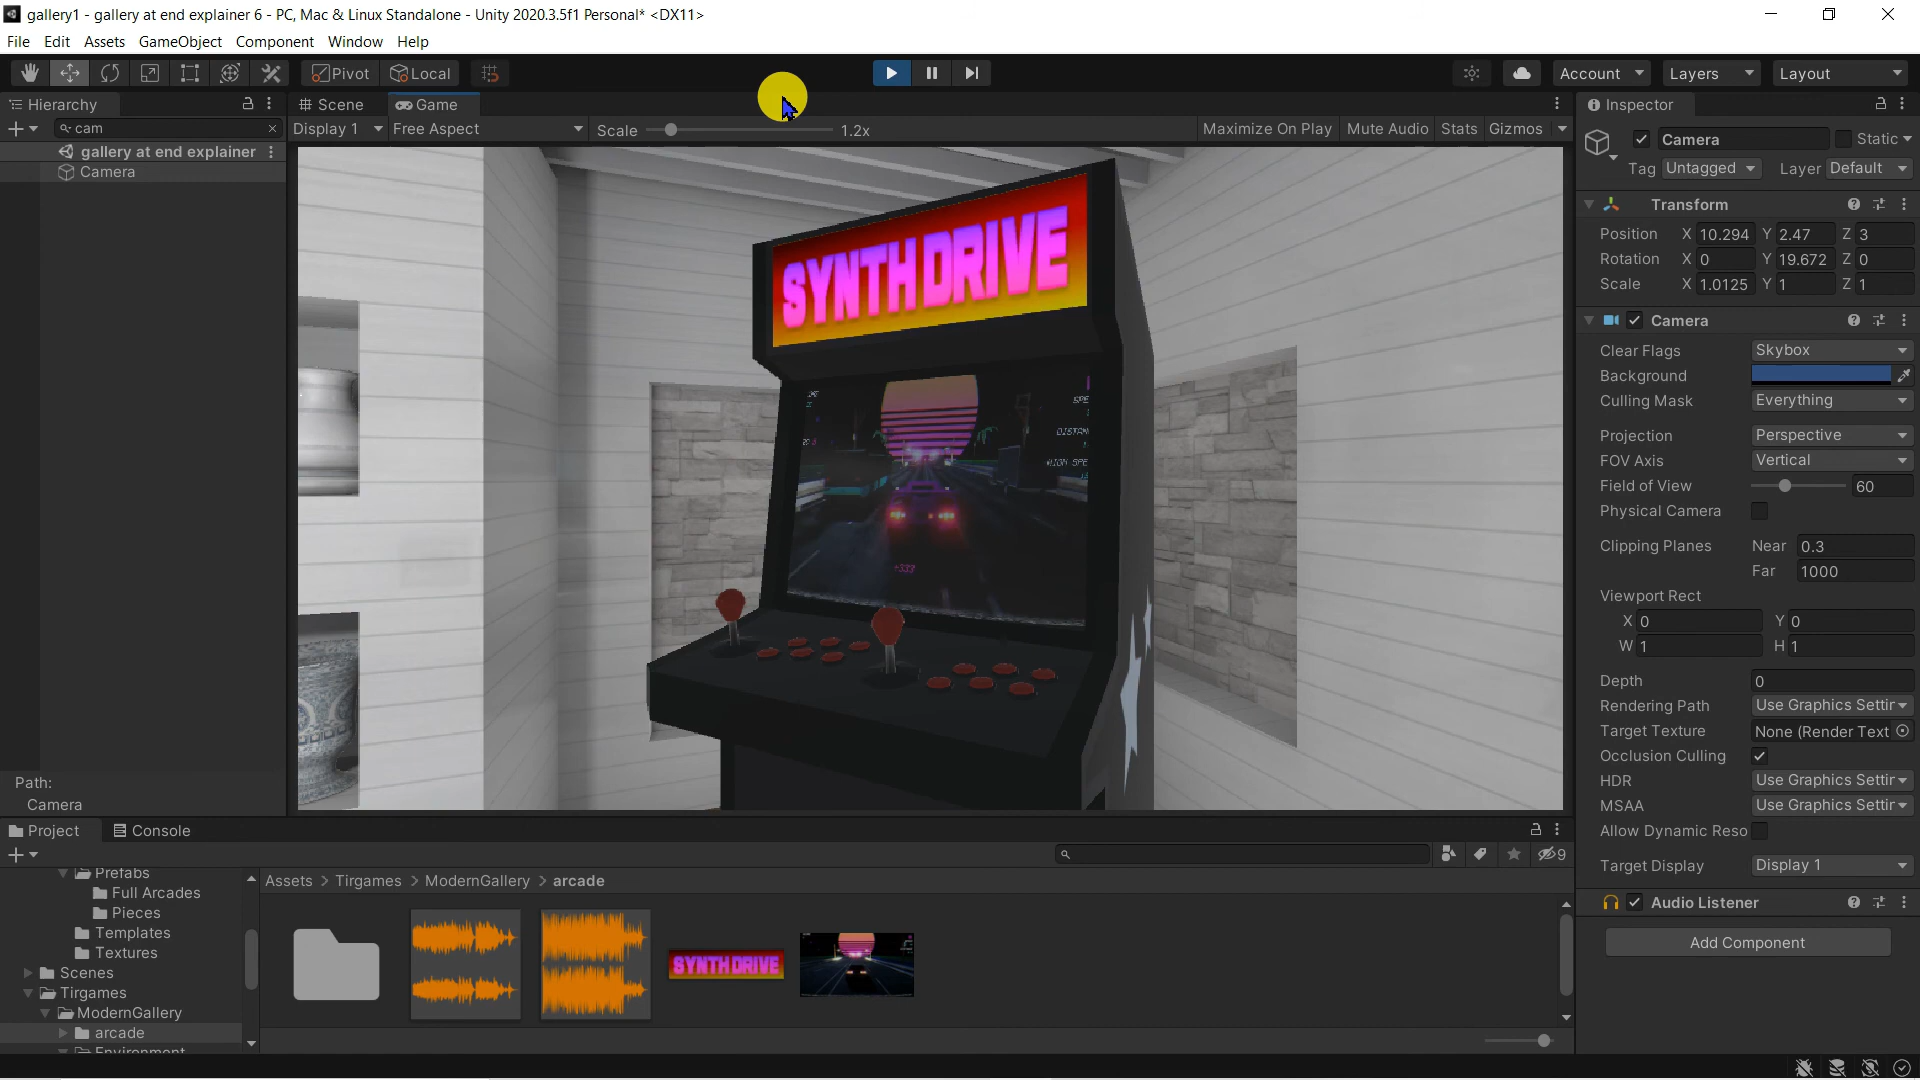 gallery1 - gallery at end explainer 6 - PC, Mac & Linux Standalone - Unity 2020.3.5f1 Personal* <DX11>
File Edit Assets GameObject Component Window Help
Pivot Local Account Layers Layout
Hierarchy Scene Game Inspector
cam Display 1 Free Aspect Scale 1.2x Maximize On Play Mute Audio Stats Gizmos
gallery at end explainer
Camera
Camera Static
Tag Untagged Layer Default
Transform
Position X 10.294 Y 2.47 Z 3
Rotation X 0 Y 19.672 Z 0
Scale X 1.0125 Y 1 Z 1
Camera
Clear Flags Skybox
Background
Culling Mask Everything
Projection Perspective
FOV Axis Vertical
Field of View 60
Physical Camera
Clipping Planes Near 0.3
Far 1000
Viewport Rect
X 0 Y 0
W 1 H 1
Depth 0
Rendering Path Use Graphics Settir
Target Texture None (Render Text
Occlusion Culling
HDR Use Graphics Settir
MSAA Use Graphics Settir
Allow Dynamic Reso
Target Display Display 1
Audio Listener
Add Component
SYNTH DRIVE
DISTAN
+333
Path:
Camera
Project Console
9
Prefabs
Full Arcades
Pieces
Templates
Textures
Scenes
Tirgames
ModernGallery
arcade
Environment
Assets > Tirgames > ModernGallery > arcade
SYNTH DRIVE